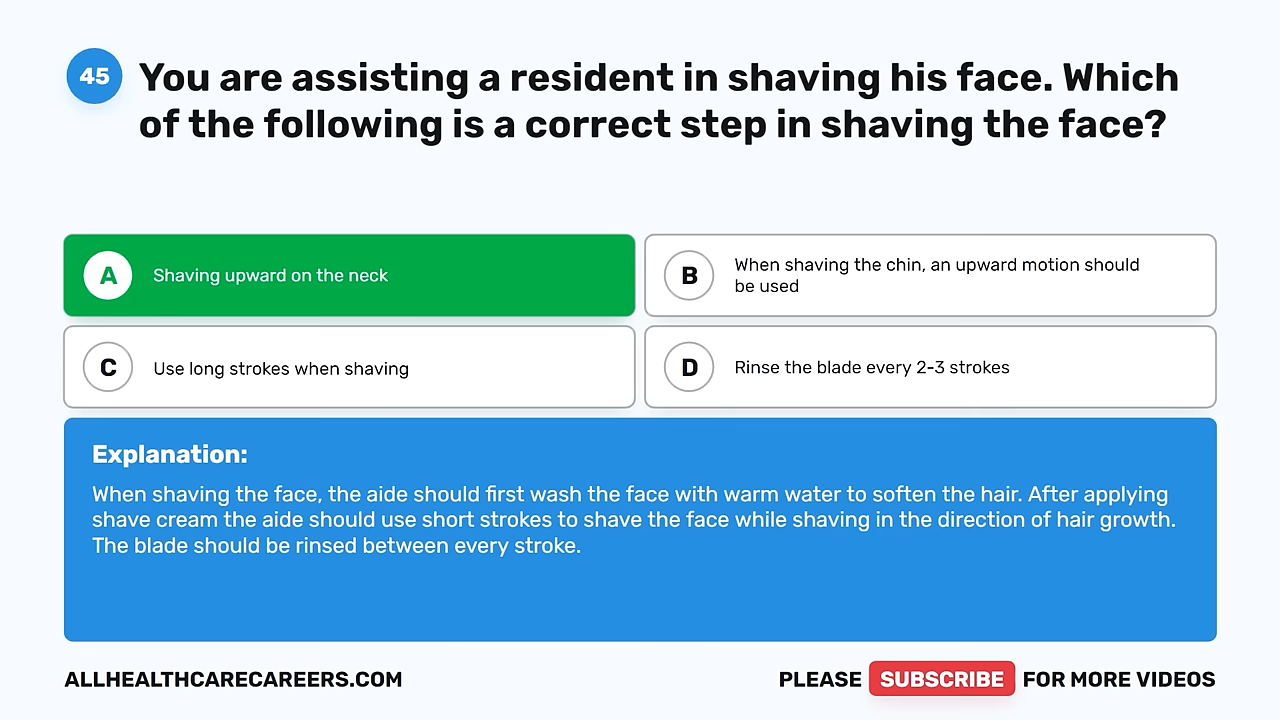 45
You are assisting a resident in shaving his face. Which
of the following is a correct step in shaving the face?
A
Shaving upward on the neck
B
When shaving the chin, an upward motion should
be used
C
Use long strokes when shaving
D
Rinse the blade every 2-3 strokes
Explanation:
When shaving the face, the aide should first wash the face with warm water to soften the hair. After applying
shave cream the aide should use short strokes to shave the face while shaving in the direction of hair growth.
The blade should be rinsed between every stroke.
ALLHEALTHCARECAREERS.COM
PLEASE SUBSCRIBE FOR MORE VIDEOS